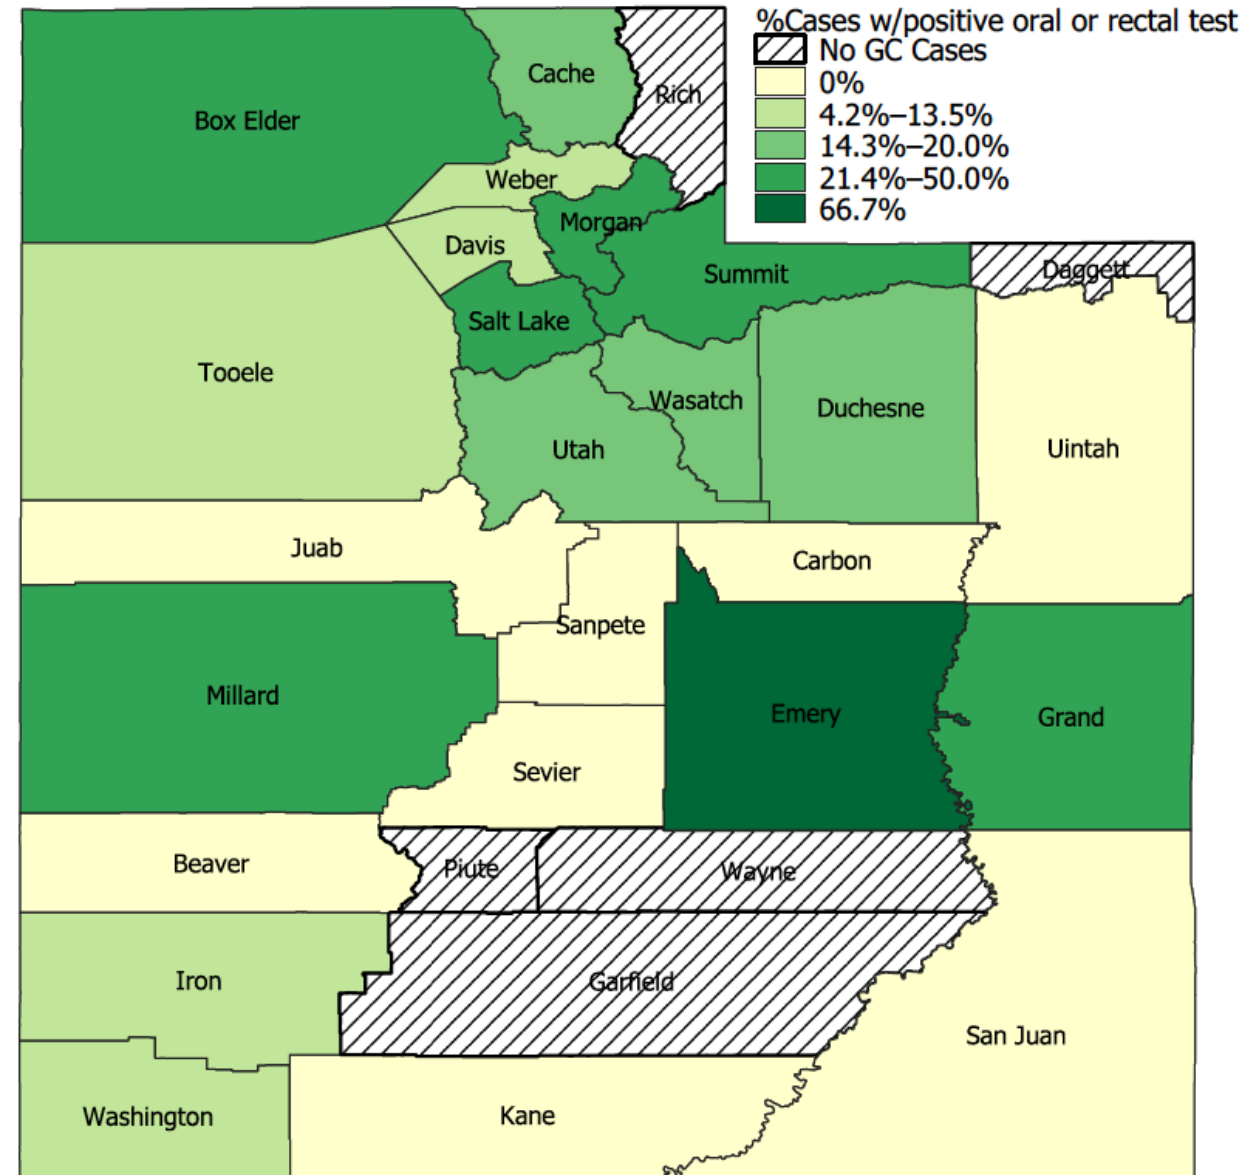 %Cases w/positive oral or rectal test
No GC Cases
0%
4.2%–13.5%
14.3%–20.0%
21.4%–50.0%
66.7%
Cache
Rich
Box Elder
Weber
Morgan
Davis
Summit
Daggett
Salt Lake
Tooele
Wasatch
Duchesne
Utah
Uintah
Juab
Carbon
Sanpete
Millard
Emery
Grand
Sevier
Beaver
Piute
Wayne
Iron
Garfield
San Juan
Washington
Kane